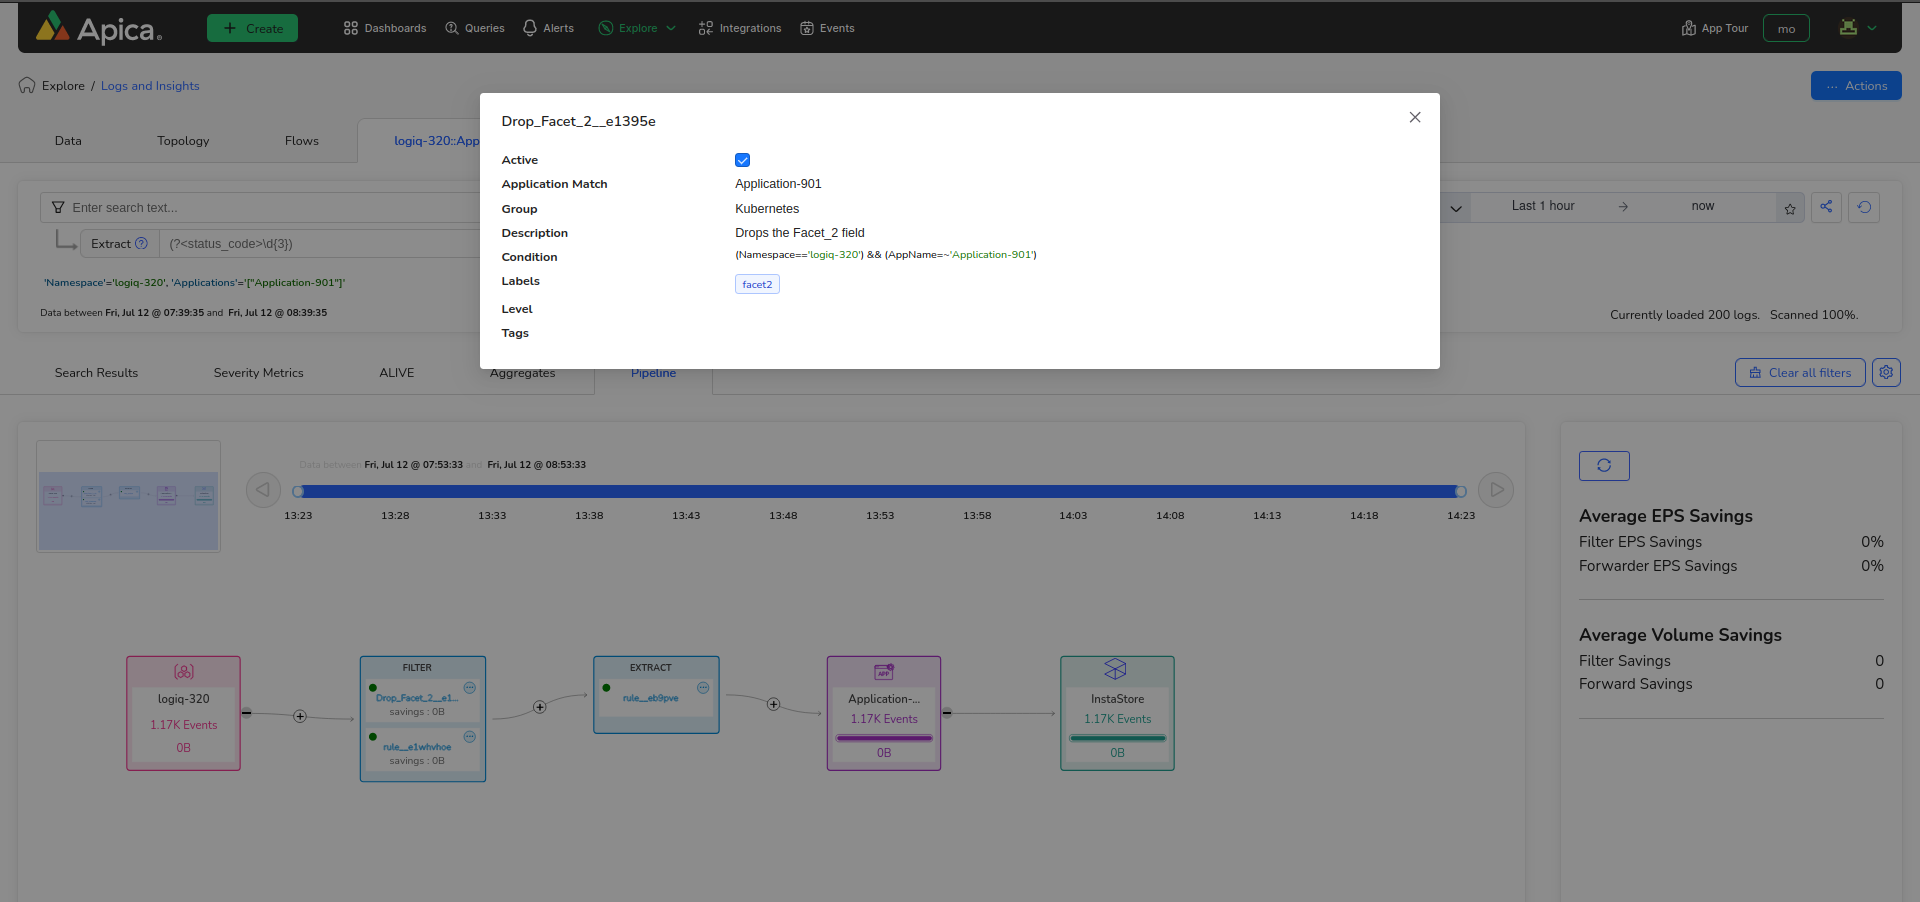 Apica.
Create
Dashboards
Queries
Alerts
Explore
Integrations
Events
App Tour
mo
Explore / Logs and Insights
··· Actions
Data
Topology
Flows
logiq-320::App
Drop_Facet_2__e1395e
Active
Application Match Application-901
Group Kubernetes
Description Drops the Facet_2 field
Condition (Namespace=='logiq-320') && (AppName=~'Application-901')
Labels facet2
Level
Tags
Enter search text...
Last 1 hour → now
Extract (?<status_code>\d{3})
'Namespace'='logiq-320', 'Applications'='["Application-901"]'
Data between Fri, Jul 12 @ 07:39:35 and Fri, Jul 12 @ 08:39:35
Currently loaded 200 logs. Scanned 100%.
Search Results
Severity Metrics
ALIVE
Aggregates
Pipeline
Clear all filters
Data between Fri, Jul 12 @ 07:53:33 and Fri, Jul 12 @ 08:53:33
13:23 13:28 13:33 13:38 13:43 13:48 13:53 13:58 14:03 14:08 14:13 14:18 14:23
Average EPS Savings
Filter EPS Savings 0%
Forwarder EPS Savings 0%
Average Volume Savings
Filter Savings 0
Forward Savings 0
logiq-320
1.17K Events
0B
FILTER
Drop_Facet_2__e1...
savings : 0B
rule__e1whvhoe
savings : 0B
EXTRACT
rule__eb9pve
APP
Application-...
1.17K Events
0B
InstaStore
1.17K Events
0B